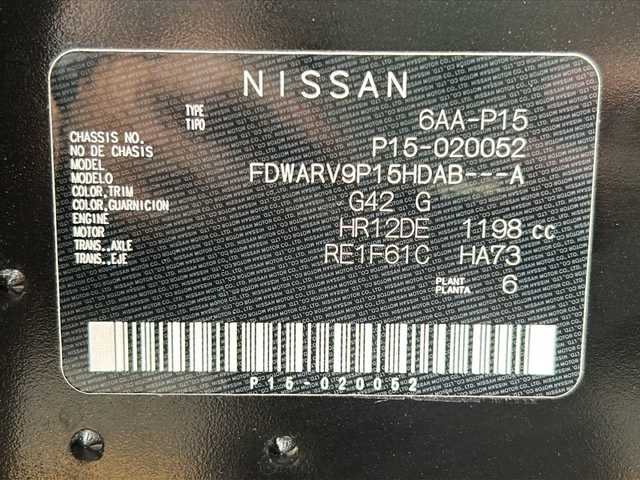 NISSAN
TYPE 6AA-P15
TIPO
CHASSIS NO. P15-020052
NO DE CHASIS
MODEL FDWARV9P15HDAB---A
MODELO
COLOR,TRIM G42 G
COLOR,GUARNICION
ENGINE HR12DE 1198 cc
MOTOR
TRANS.,AXLE RE1F61C HA73
TRANS.,EJE
PLANT 6
PLANTA
P15-020052